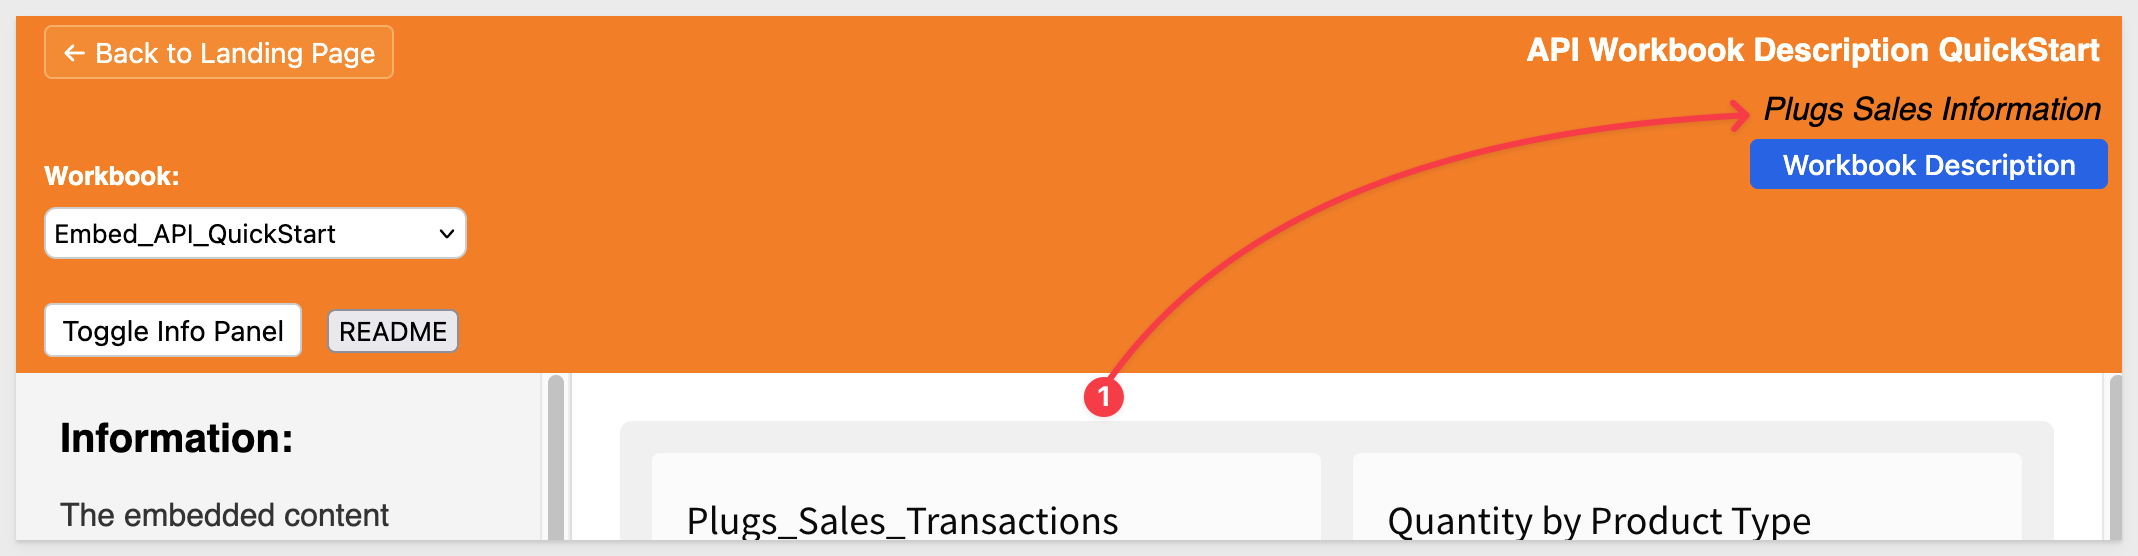 ← Back to Landing Page
API Workbook Description QuickStart
Plugs Sales Information
Workbook Description
Workbook:
Embed_API_QuickStart
Toggle Info Panel
README
1
Information:
The embedded content
Plugs_Sales_Transactions
Quantity by Product Type